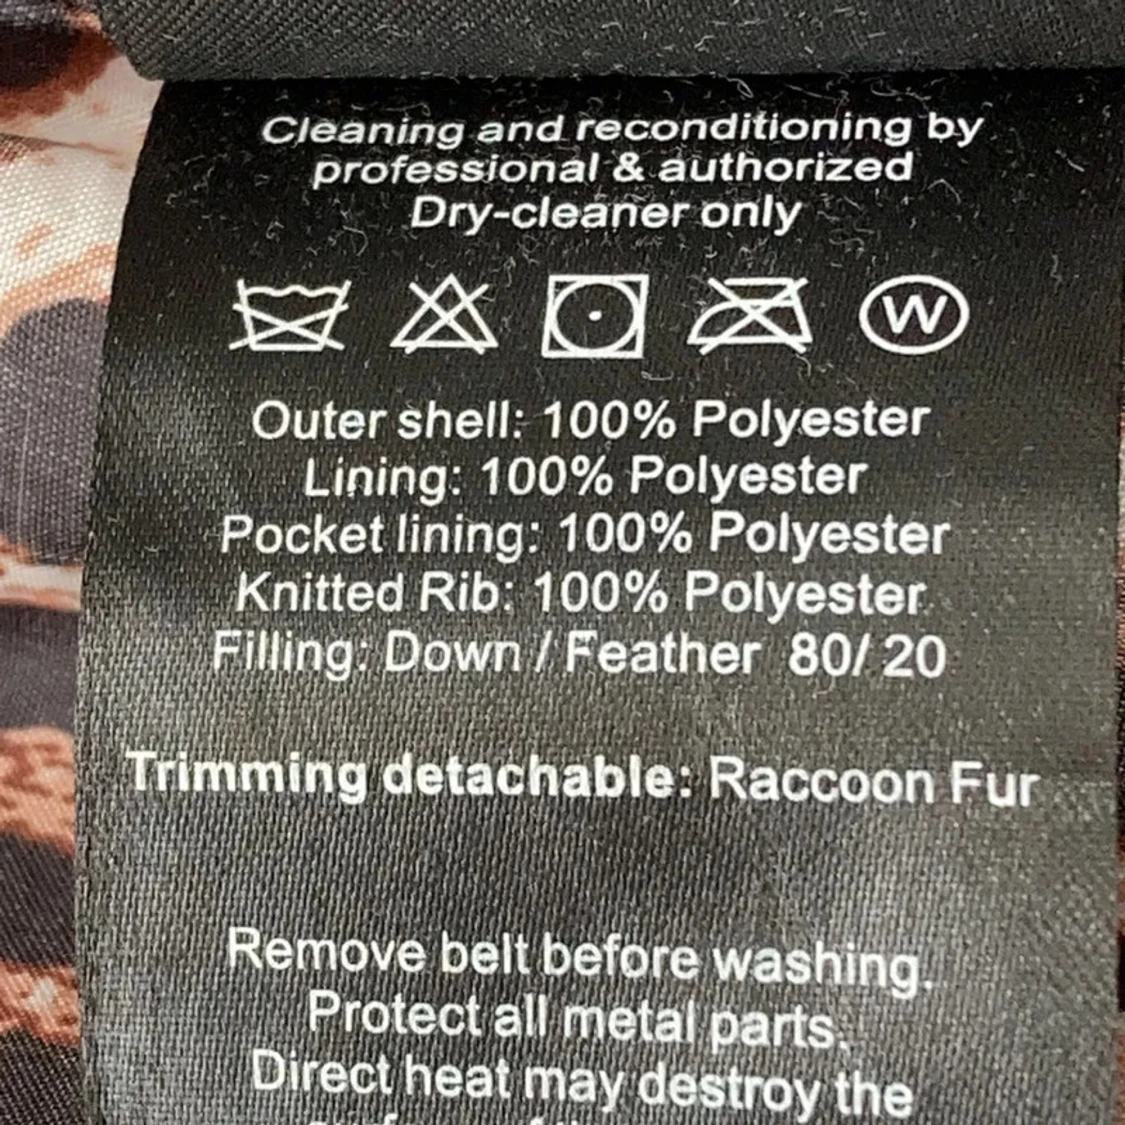 Cleaning and reconditioning by
professional & authorized
Dry-cleaner only
W
Outer shell: 100% Polyester
Lining: 100% Polyester
Pocket lining: 100% Polyester
Knitted Rib: 100% Polyester
Filling: Down / Feather 80/ 20
Trimming detachable: Raccoon Fur
Remove belt before washing.
Protect all metal parts.
Direct heat may destroy the